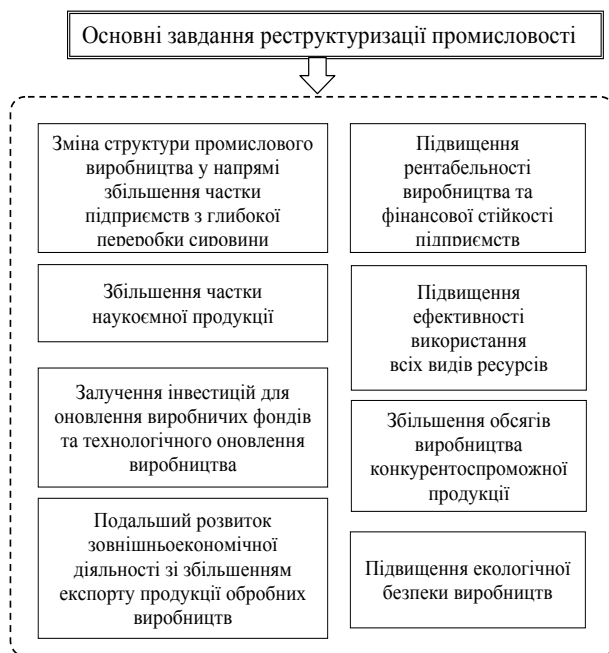 Основні завдання реструктуризації промисловості
Зміна структури промислового
виробництва у напрямі
збільшення частки
підприємств з глибокої
переробки сировини
Збільшення частки
наукоємної продукції
Залучення інвестицій для
оновлення виробничих фондів
та технологічного оновлення
виробництва
Подальший розвиток
зовнішньоекономічної
діяльності зі збільшенням
експорту продукції обробних
виробництв
Підвищення
рентабельності
виробництва та
фінансової стійкості
підприємств
Підвищення
ефективності
використання
всіх видів ресурсів
Збільшення обсягів
виробництва
конкурентоспроможної
продукції
Підвищення екологічної
безпеки виробництв